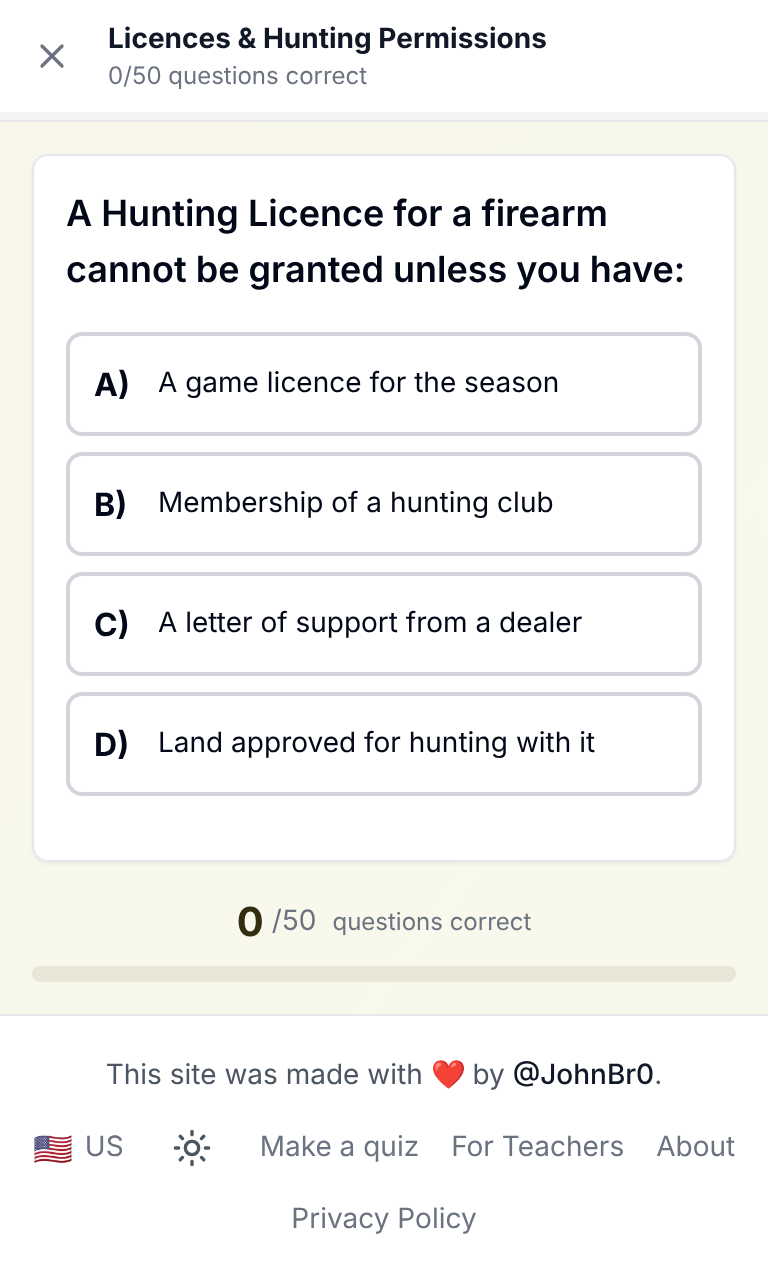 Licences & Hunting Permissions
0/50 questions correct
A Hunting Licence for a firearm
cannot be granted unless you have:
A) A game licence for the season
B) Membership of a hunting club
C) A letter of support from a dealer
D) Land approved for hunting with it
0 /50 questions correct
This site was made with ❤️ by @JohnBr0.
🇺🇸 US Make a quiz For Teachers About
Privacy Policy